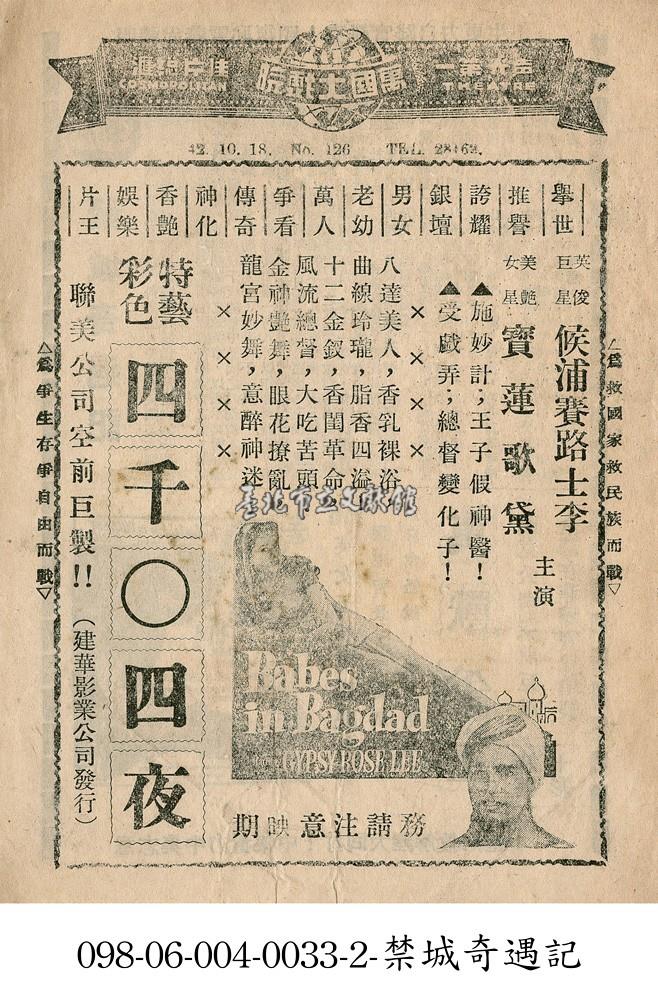 COSMOPOLITAN
萬國大戲院
42. 10. 18. No. 126 TEL. 28462.
舉世
推譽
誇耀
銀壇
男女
老幼
萬人
爭看
傳奇
神化
香艷
娛樂
片王
英俊巨星 候浦賽路士李
美艷女星 寶蓮歌黛
主演
▲施妙計；王子假神醫！
▲受戲弄；總督變化子！
××××
八達美人，香乳裸浴
曲線玲瓏，脂香四溢
十二金釵，香閨革命
風流總督，大吃苦頭
金神艷舞，眼花撩亂
龍宮妙舞，意醉神迷
××××
特藝彩色
四千〇四夜
聯美公司空前巨製!!（建華影業公司發行）
△為救國家救民族而戰▽
△為爭生存爭自由而戰▽
臺北市立文獻館
Babes
in Bagdad
GYPSY ROSE LEE
務請注意映期
098-06-004-0033-2-禁城奇遇記